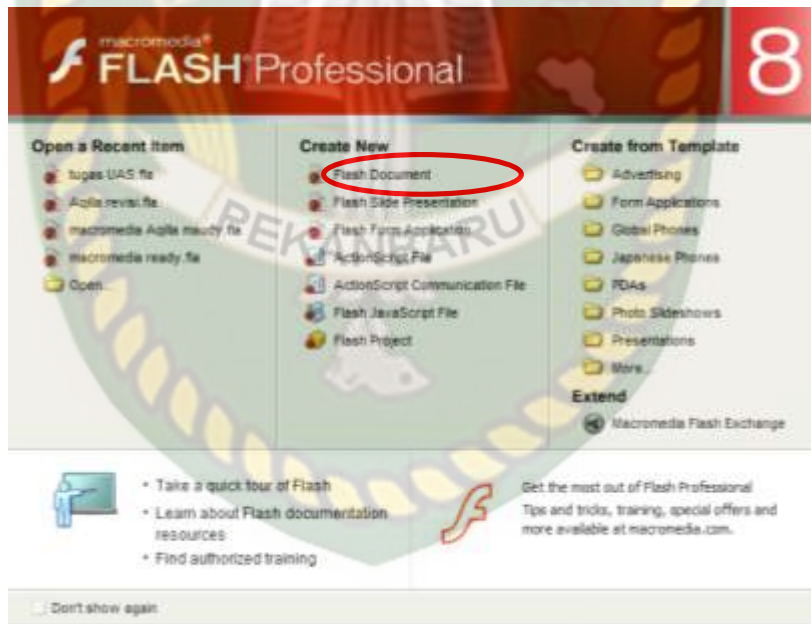 macromedia®
FLASH® Professional
8
Open a Recent Item
tugas UAS.fla
Aqilla revisi.fla
macromedia Aqilla maudy.fla
macromedia ready.fla
Open...
Create New
Flash Document
Flash Slide Presentation
Flash Form Application
ActionScript File
ActionScript Communication File
Flash JavaScript File
Flash Project
Create from Template
Advertising
Form Applications
Global Phones
Japanese Phones
PDAs
Photo Slideshows
Presentations
More...
Extend
Macromedia Flash Exchange
PEKANBARU
• Take a quick tour of Flash
• Learn about Flash documentation
resources
• Find authorized training
Get the most out of Flash Professional
Tips and tricks, training, special offers and
more available at macromedia.com.
Don't show again